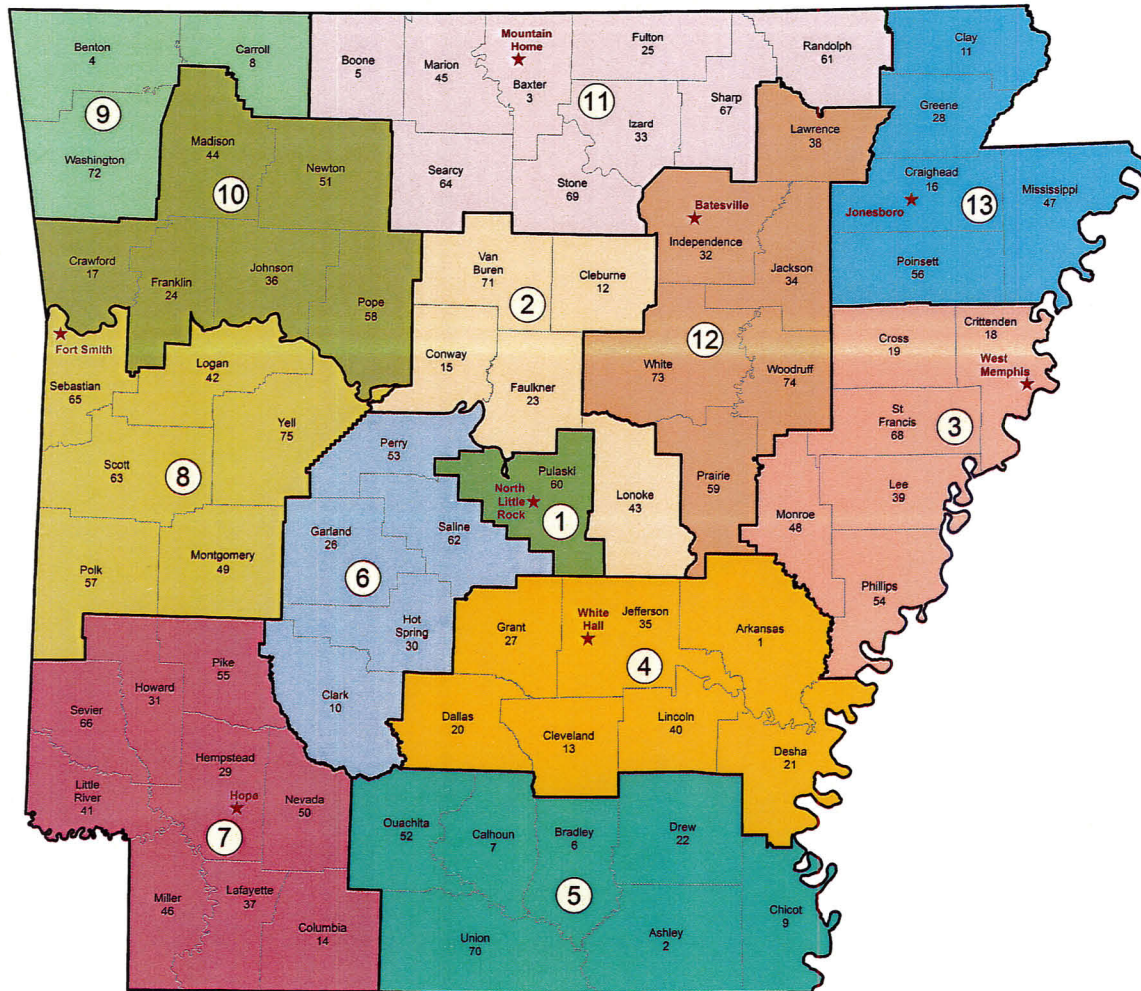 Benton
4
Carroll
8
Boone
5
Marion
45
Mountain
Home
Baxter
3
Fulton
25
Randolph
61
Clay
11
9
Washington
72
Madison
44
10
Newton
51
Searcy
64
Stone
69
11
Izard
33
Sharp
67
Lawrence
38
Greene
28
Craighead
16
Jonesboro
13
Mississippi
47
Poinsett
56
Crawford
17
Franklin
24
Johnson
36
Pope
58
Van
Buren
71
2
Cleburne
12
Batesville
Independence
32
Jackson
34
Fort Smith
Sebastian
65
Logan
42
Yell
75
Conway
15
Faulkner
23
White
73
12
Woodruff
74
Cross
19
Crittenden
18
West
Memphis
St
Francis
68
3
Scott
63
8
Perry
53
North
Little
Rock
Pulaski
60
1
Lonoke
43
Prairie
59
Lee
39
Monroe
48
Phillips
54
Polk
57
Montgomery
49
Garland
26
Saline
62
6
Hot
Spring
30
Clark
10
Grant
27
White
Hall
Jefferson
35
Arkansas
1
4
Sevier
66
Howard
31
Pike
55
Dallas
20
Cleveland
13
Lincoln
40
Desha
21
Little
River
41
Hempstead
29
Hope
Nevada
50
7
Ouachita
52
Calhoun
7
Bradley
6
Drew
22
5
Miller
46
Lafayette
37
Columbia
14
Union
70
Ashley
2
Chicot
9